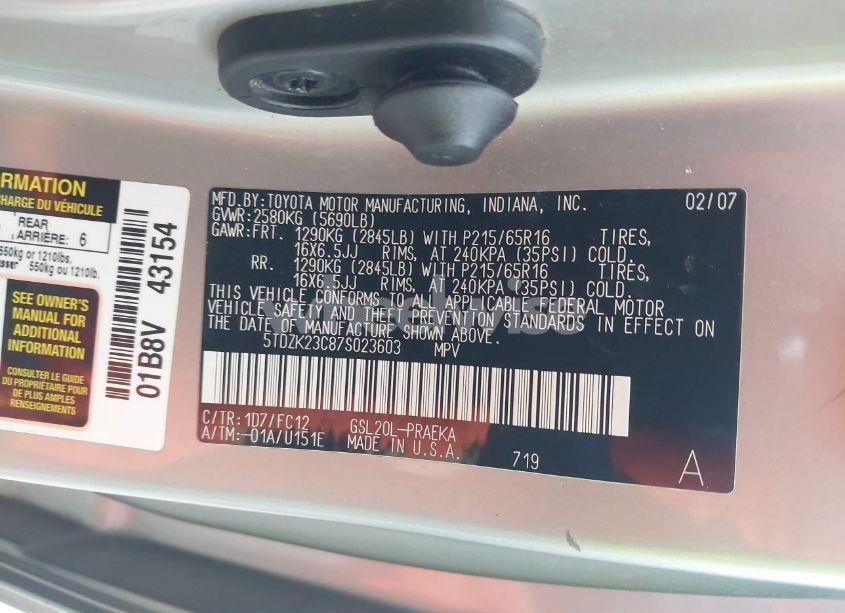 ORMATION
CHARGE DU VÉHICULE
REAR
ARRIÈRE: 6
550kg or 1210lbs.
550kg ou 1210lb.
SEE OWNER'S
MANUAL FOR
ADDITIONAL
INFORMATION
CONSULTER LE GUIDE
DU PROPRIÉTAIRE POUR
PLUS DE
RENSEIGNEMENTS
01B8V 43154
MFD.BY:TOYOTA MOTOR MANUFACTURING, INDIANA, INC. 02/07
GVWR:2580KG (5690LB)
GAWR:FRT. 1290KG (2845LB) WITH P215/65R16 TIRES,
16X6.5JJ RIMS, AT 240KPA (35PSI) COLD.
RR. 1290KG (2845LB) WITH P215/65R16 TIRES,
16X6.5JJ RIMS, AT 240KPA (35PSI) COLD.
THIS VEHICLE CONFORMS TO ALL APPLICABLE FEDERAL MOTOR
VEHICLE SAFETY AND THEFT PREVENTION STANDARDS IN EFFECT ON
THE DATE OF MANUFACTURE SHOWN ABOVE.
5TDZK23C87S023603 MPV
C/TR:1D7/FC12 GSL20L-PRAEKA
A/TM:-01A/U151E MADE IN U.S.A.
719
A